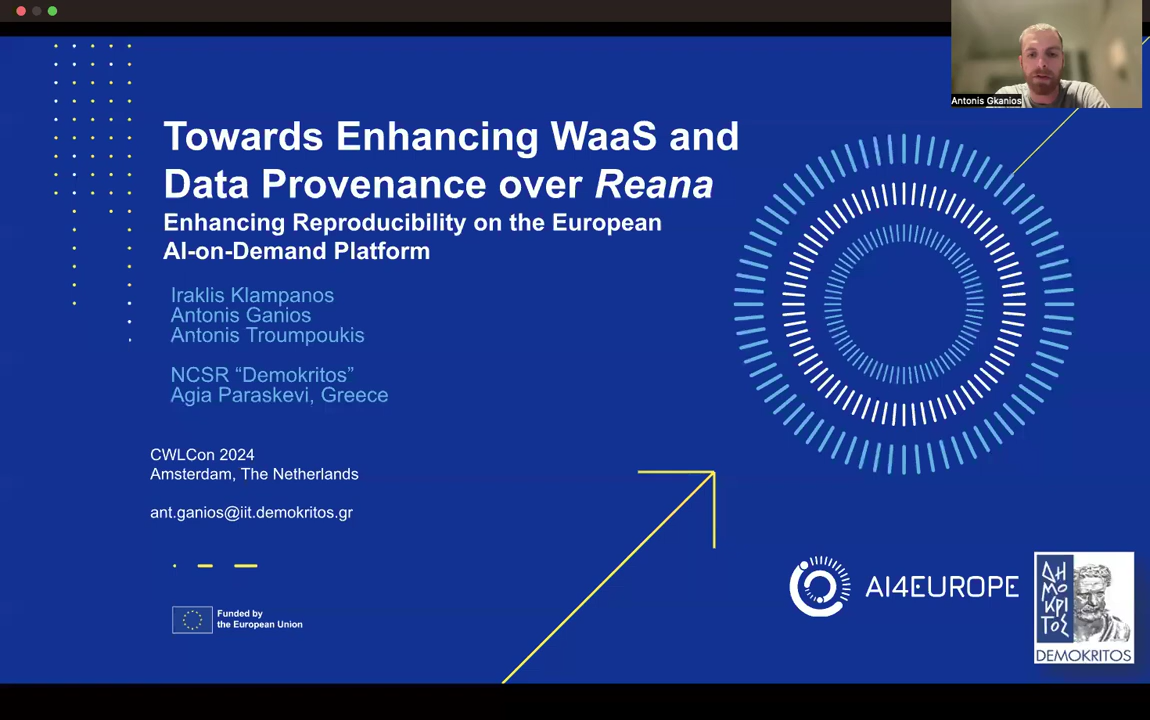 Antonis Gkanios
Towards Enhancing WaaS and
Data Provenance over Reana
Enhancing Reproducibility on the European
AI-on-Demand Platform
Iraklis Klampanos
Antonis Ganios
Antonis Troumpoukis
NCSR “Demokritos”
Agia Paraskevi, Greece
CWLCon 2024
Amsterdam, The Netherlands
ant.ganios@iit.demokritos.gr
Funded by
the European Union
AI4EUROPE
ΔΗ
ΜΟ
ΚΡΙ
ΤΟΣ
DEMOKRITOS